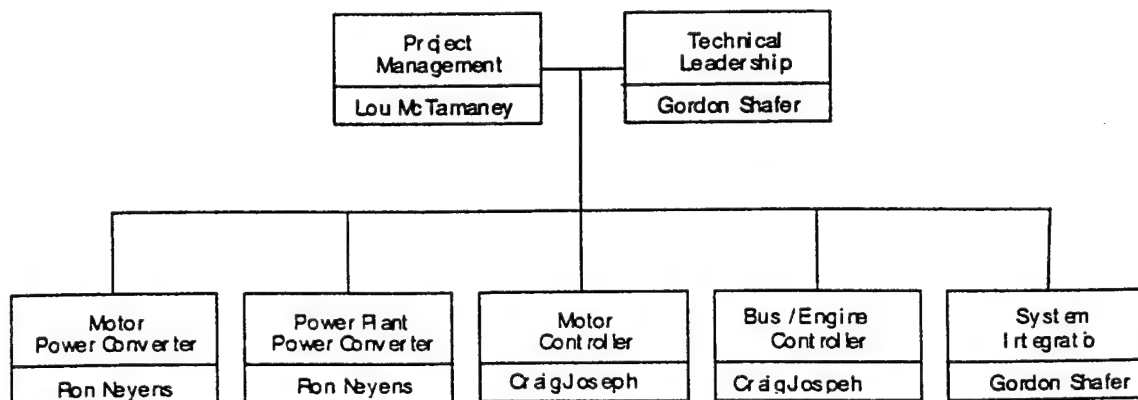 Project
Management
Lou McTamaney
Technical
Leadership
Gordon Shafer
Motor
Power Converter
Ron Neyens
Power Plant
Power Converter
Ron Neyens
Motor
Controller
Craig Joseph
Bus / Engine
Controller
Craig Jospeh
System
Integratio
Gordon Shafer